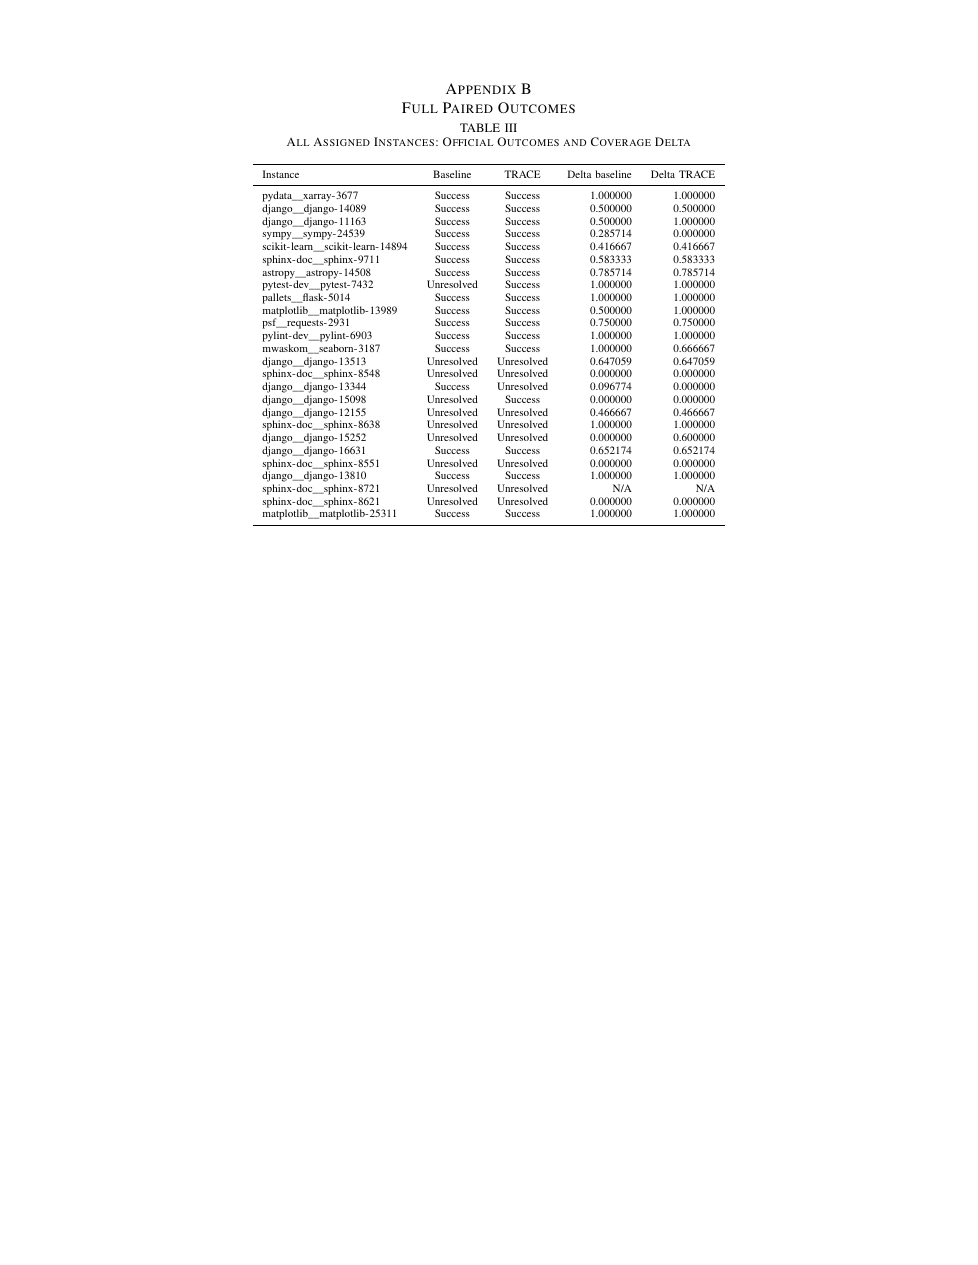 APPENDIX B
FULL PAIRED OUTCOMES
TABLE III
ALL ASSIGNED INSTANCES: OFFICIAL OUTCOMES AND COVERAGE DELTA
Instance Baseline TRACE Delta baseline Delta TRACE
pydata__xarray-3677 Success Success 1.000000 1.000000
django__django-14089 Success Success 0.500000 0.500000
django__django-11163 Success Success 0.500000 1.000000
sympy__sympy-24539 Success Success 0.285714 0.000000
scikit-learn__scikit-learn-14894 Success Success 0.416667 0.416667
sphinx-doc__sphinx-9711 Success Success 0.583333 0.583333
astropy__astropy-14508 Success Success 0.785714 0.785714
pytest-dev__pytest-7432 Unresolved Success 1.000000 1.000000
pallets__flask-5014 Success Success 1.000000 1.000000
matplotlib__matplotlib-13989 Success Success 0.500000 1.000000
psf__requests-2931 Success Success 0.750000 0.750000
pylint-dev__pylint-6903 Success Success 1.000000 1.000000
mwaskom__seaborn-3187 Success Success 1.000000 0.666667
django__django-13513 Unresolved Unresolved 0.647059 0.647059
sphinx-doc__sphinx-8548 Unresolved Unresolved 0.000000 0.000000
django__django-13344 Success Unresolved 0.096774 0.000000
django__django-15098 Unresolved Success 0.000000 0.000000
django__django-12155 Unresolved Unresolved 0.466667 0.466667
sphinx-doc__sphinx-8638 Unresolved Unresolved 1.000000 1.000000
django__django-15252 Unresolved Unresolved 0.000000 0.600000
django__django-16631 Success Success 0.652174 0.652174
sphinx-doc__sphinx-8551 Unresolved Unresolved 0.000000 0.000000
django__django-13810 Success Success 1.000000 1.000000
sphinx-doc__sphinx-8721 Unresolved Unresolved N/A N/A
sphinx-doc__sphinx-8621 Unresolved Unresolved 0.000000 0.000000
matplotlib__matplotlib-25311 Success Success 1.000000 1.000000